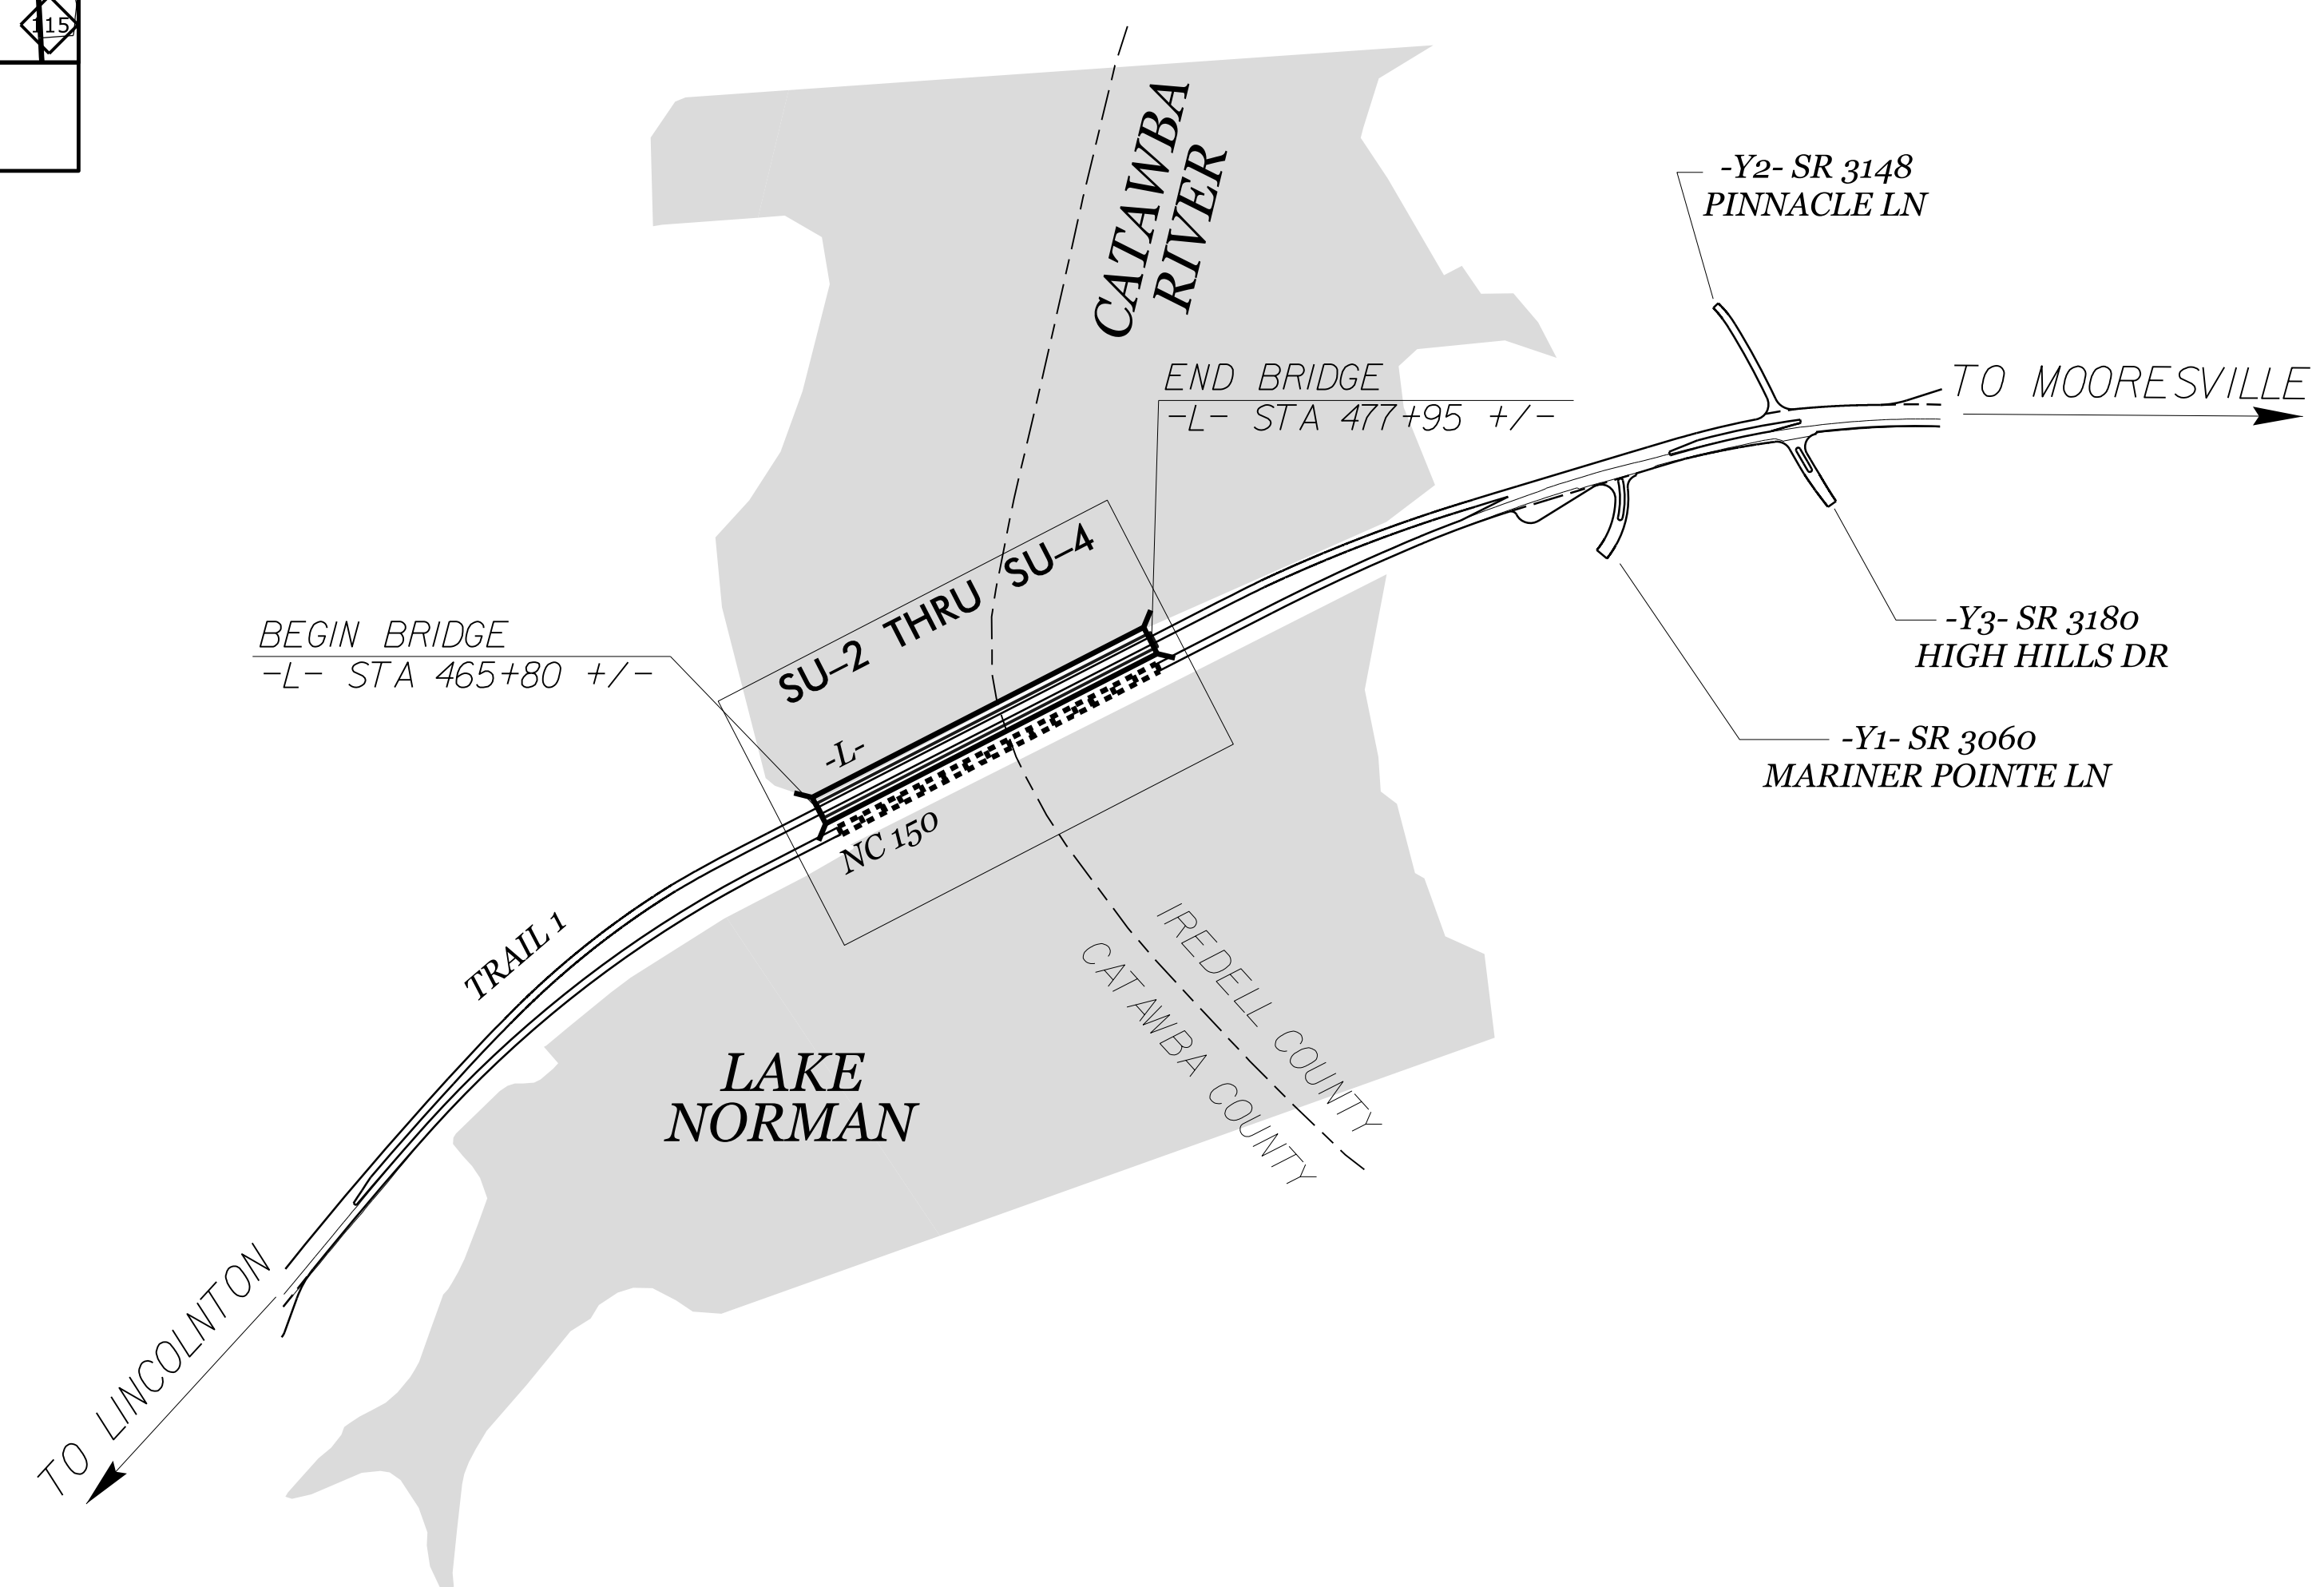 115
CATAWBA
RIVER
-Y2- SR 3148
PINNACLE LN
TO MOORESVILLE
END BRIDGE
-L- STA 477+95 +/-
SU-2 THRU SU-4
BEGIN BRIDGE
-L- STA 465+80 +/-
-Y3- SR 3180
HIGH HILLS DR
-L-
-Y1- SR 3060
MARINER POINTE LN
NC 150
TRAIL 1
IREDELL COUNTY
CATAWBA COUNTY
LAKE
NORMAN
TO LINCOLNTON